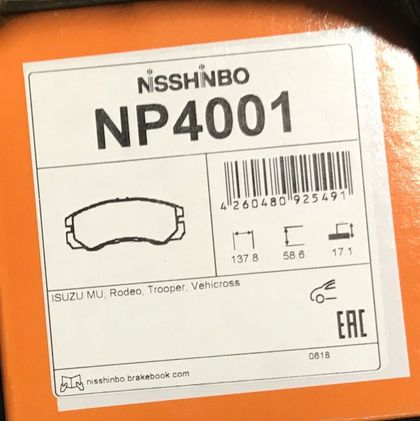 NiSSHiNBO
NP4001
4 260480 925491
137.8 58.6 17.1
ISUZU MU, Rodeo, Trooper, Vehicross
EAC
0618
nisshinbo.brakebook.com